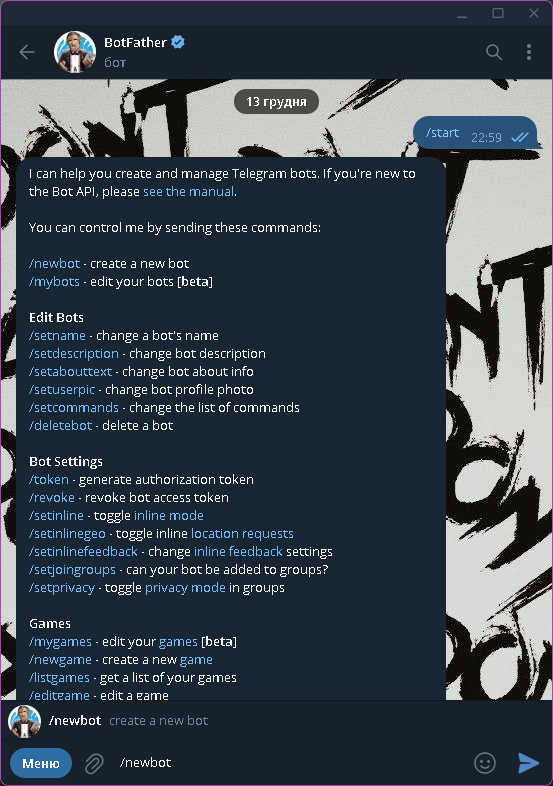 BotFather
бот
13 грудня
/start 22:59
I can help you create and manage Telegram bots. If you're new to
the Bot API, please see the manual.
You can control me by sending these commands:
/newbot - create a new bot
/mybots - edit your bots [beta]
Edit Bots
/setname - change a bot's name
/setdescription - change bot description
/setabouttext - change bot about info
/setuserpic - change bot profile photo
/setcommands - change the list of commands
/deletebot - delete a bot
Bot Settings
/token - generate authorization token
/revoke - revoke bot access token
/setinline - toggle inline mode
/setinlinegeo - toggle inline location requests
/setinlinefeedback - change inline feedback settings
/setjoingroups - can your bot be added to groups?
/setprivacy - toggle privacy mode in groups
Games
/mygames - edit your games [beta]
/newgame - create a new game
/listgames - get a list of your games
/editgame - edit a game
/newbot create a new bot
Меню /newbot